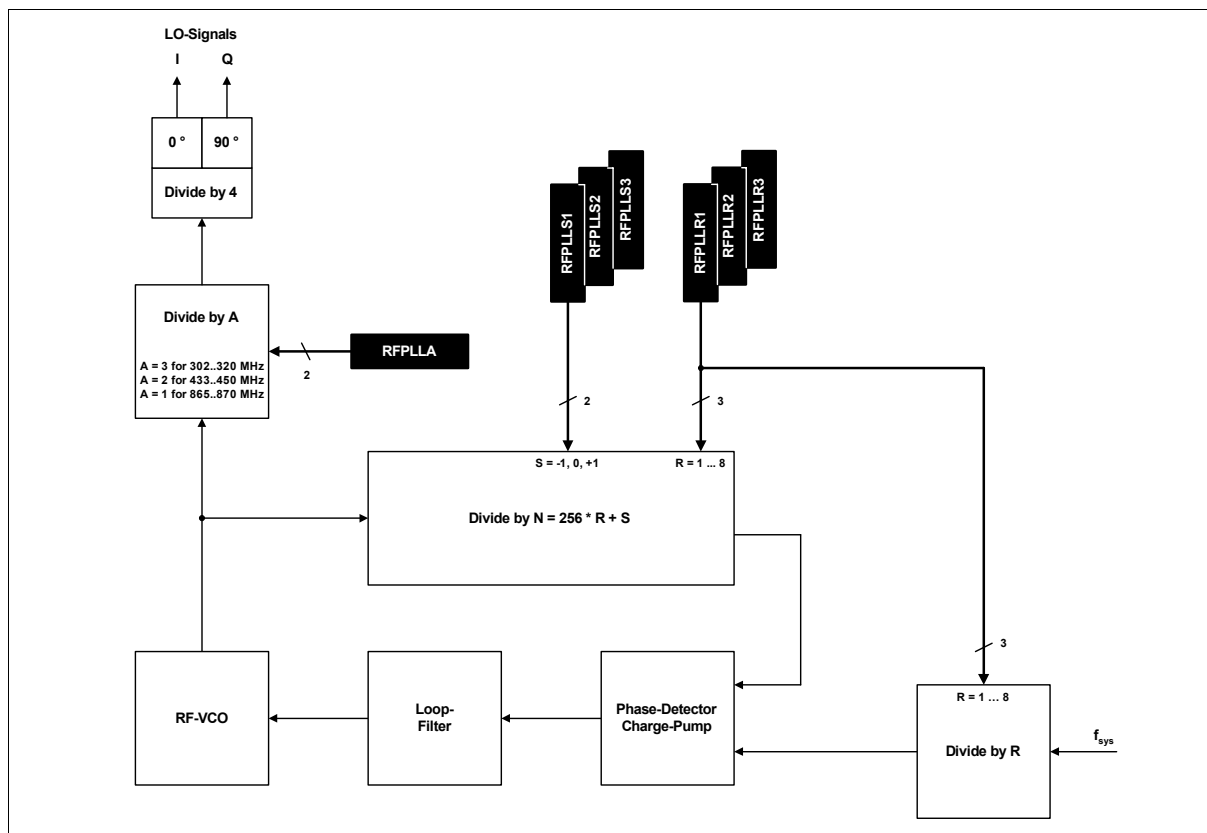 LO-Signals
I Q
0 ° 90 °
Divide by 4
RFPLLS1 RFPLLS2 RFPLLS3
RFPLLR1 RFPLLR2 RFPLLR3
Divide by A
A = 3 for 302..320 MHz
A = 2 for 433..450 MHz
A = 1 for 865..870 MHz
RFPLLA
2
2
3
S = -1, 0, +1
R = 1 ... 8
Divide by N = 256 * R + S
3
RF-VCO
Loop-
Filter
Phase-Detector
Charge-Pump
R = 1 ... 8
Divide by R
fsys